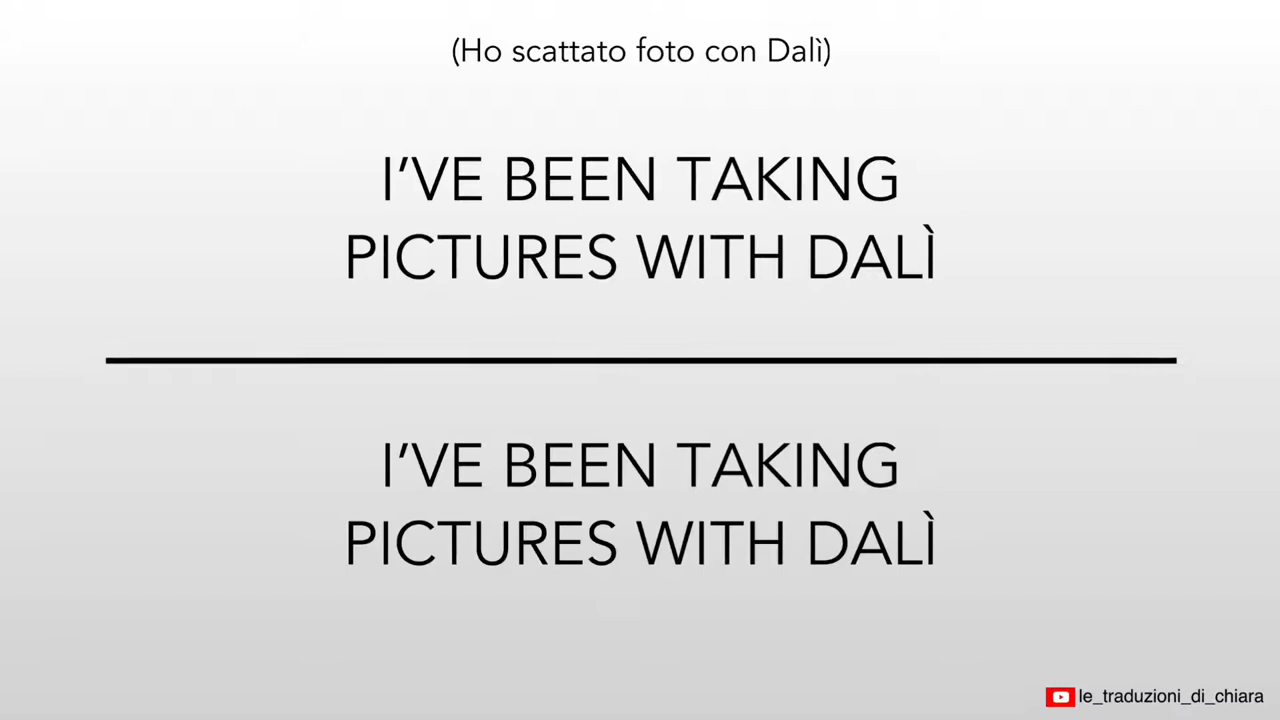 (Ho scattato foto con Dalì)
I’VE BEEN TAKING
PICTURES WITH DALÌ
I’VE BEEN TAKING
PICTURES WITH DALÌ
le_traduzioni_di_chiara